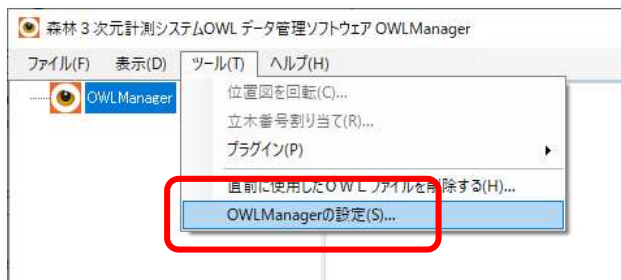 森林３次元計測システムOWL データ管理ソフトウェア OWLManager
ファイル(F) 表示(D) ツール(T) ヘルプ(H)
OWLManager
位置図を回転(C)...
立木番号割り当て(R)...
プラグイン(P)
直前に使用したＯＷＬファイルを削除する(H)...
OWLManagerの設定(S)...